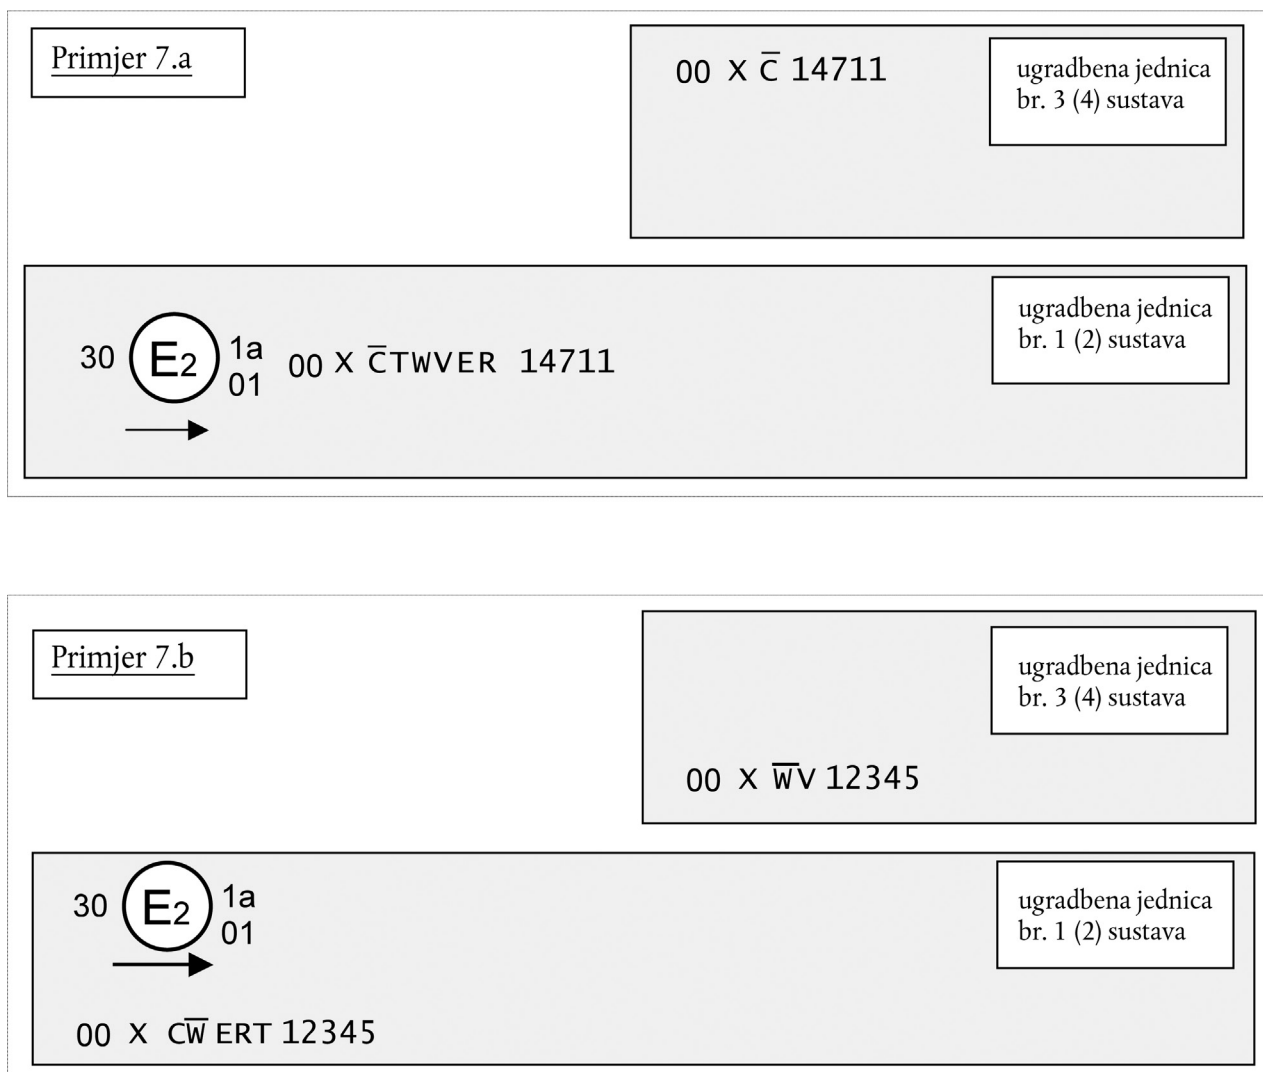 Primjer 7.a
00 X C̅ 14711
ugradbena jednica
br. 3 (4) sustava
ugradbena jednica
br. 1 (2) sustava
30 E2 1a
01
00 X C̅TWVER 14711
Primjer 7.b
ugradbena jednica
br. 3 (4) sustava
00 X W̅V 12345
30 E2 1a
01
ugradbena jednica
br. 1 (2) sustava
00 X CW̅ ERT 12345